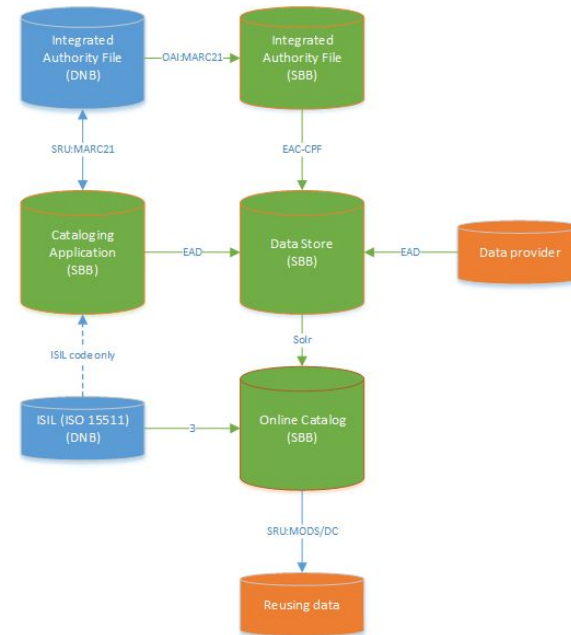 Integrated
Authority File
(DNB)
OAI:MARC21
Integrated
Authority File
(SBB)
SRU:MARC21
EAC-CPF
Cataloging
Application
(SBB)
EAD
Data Store
(SBB)
EAD
Data provider
ISIL code only
Solr
ISIL (ISO 15511)
(DNB)
3
Online Catalog
(SBB)
SRU:MODS/DC
Reusing data